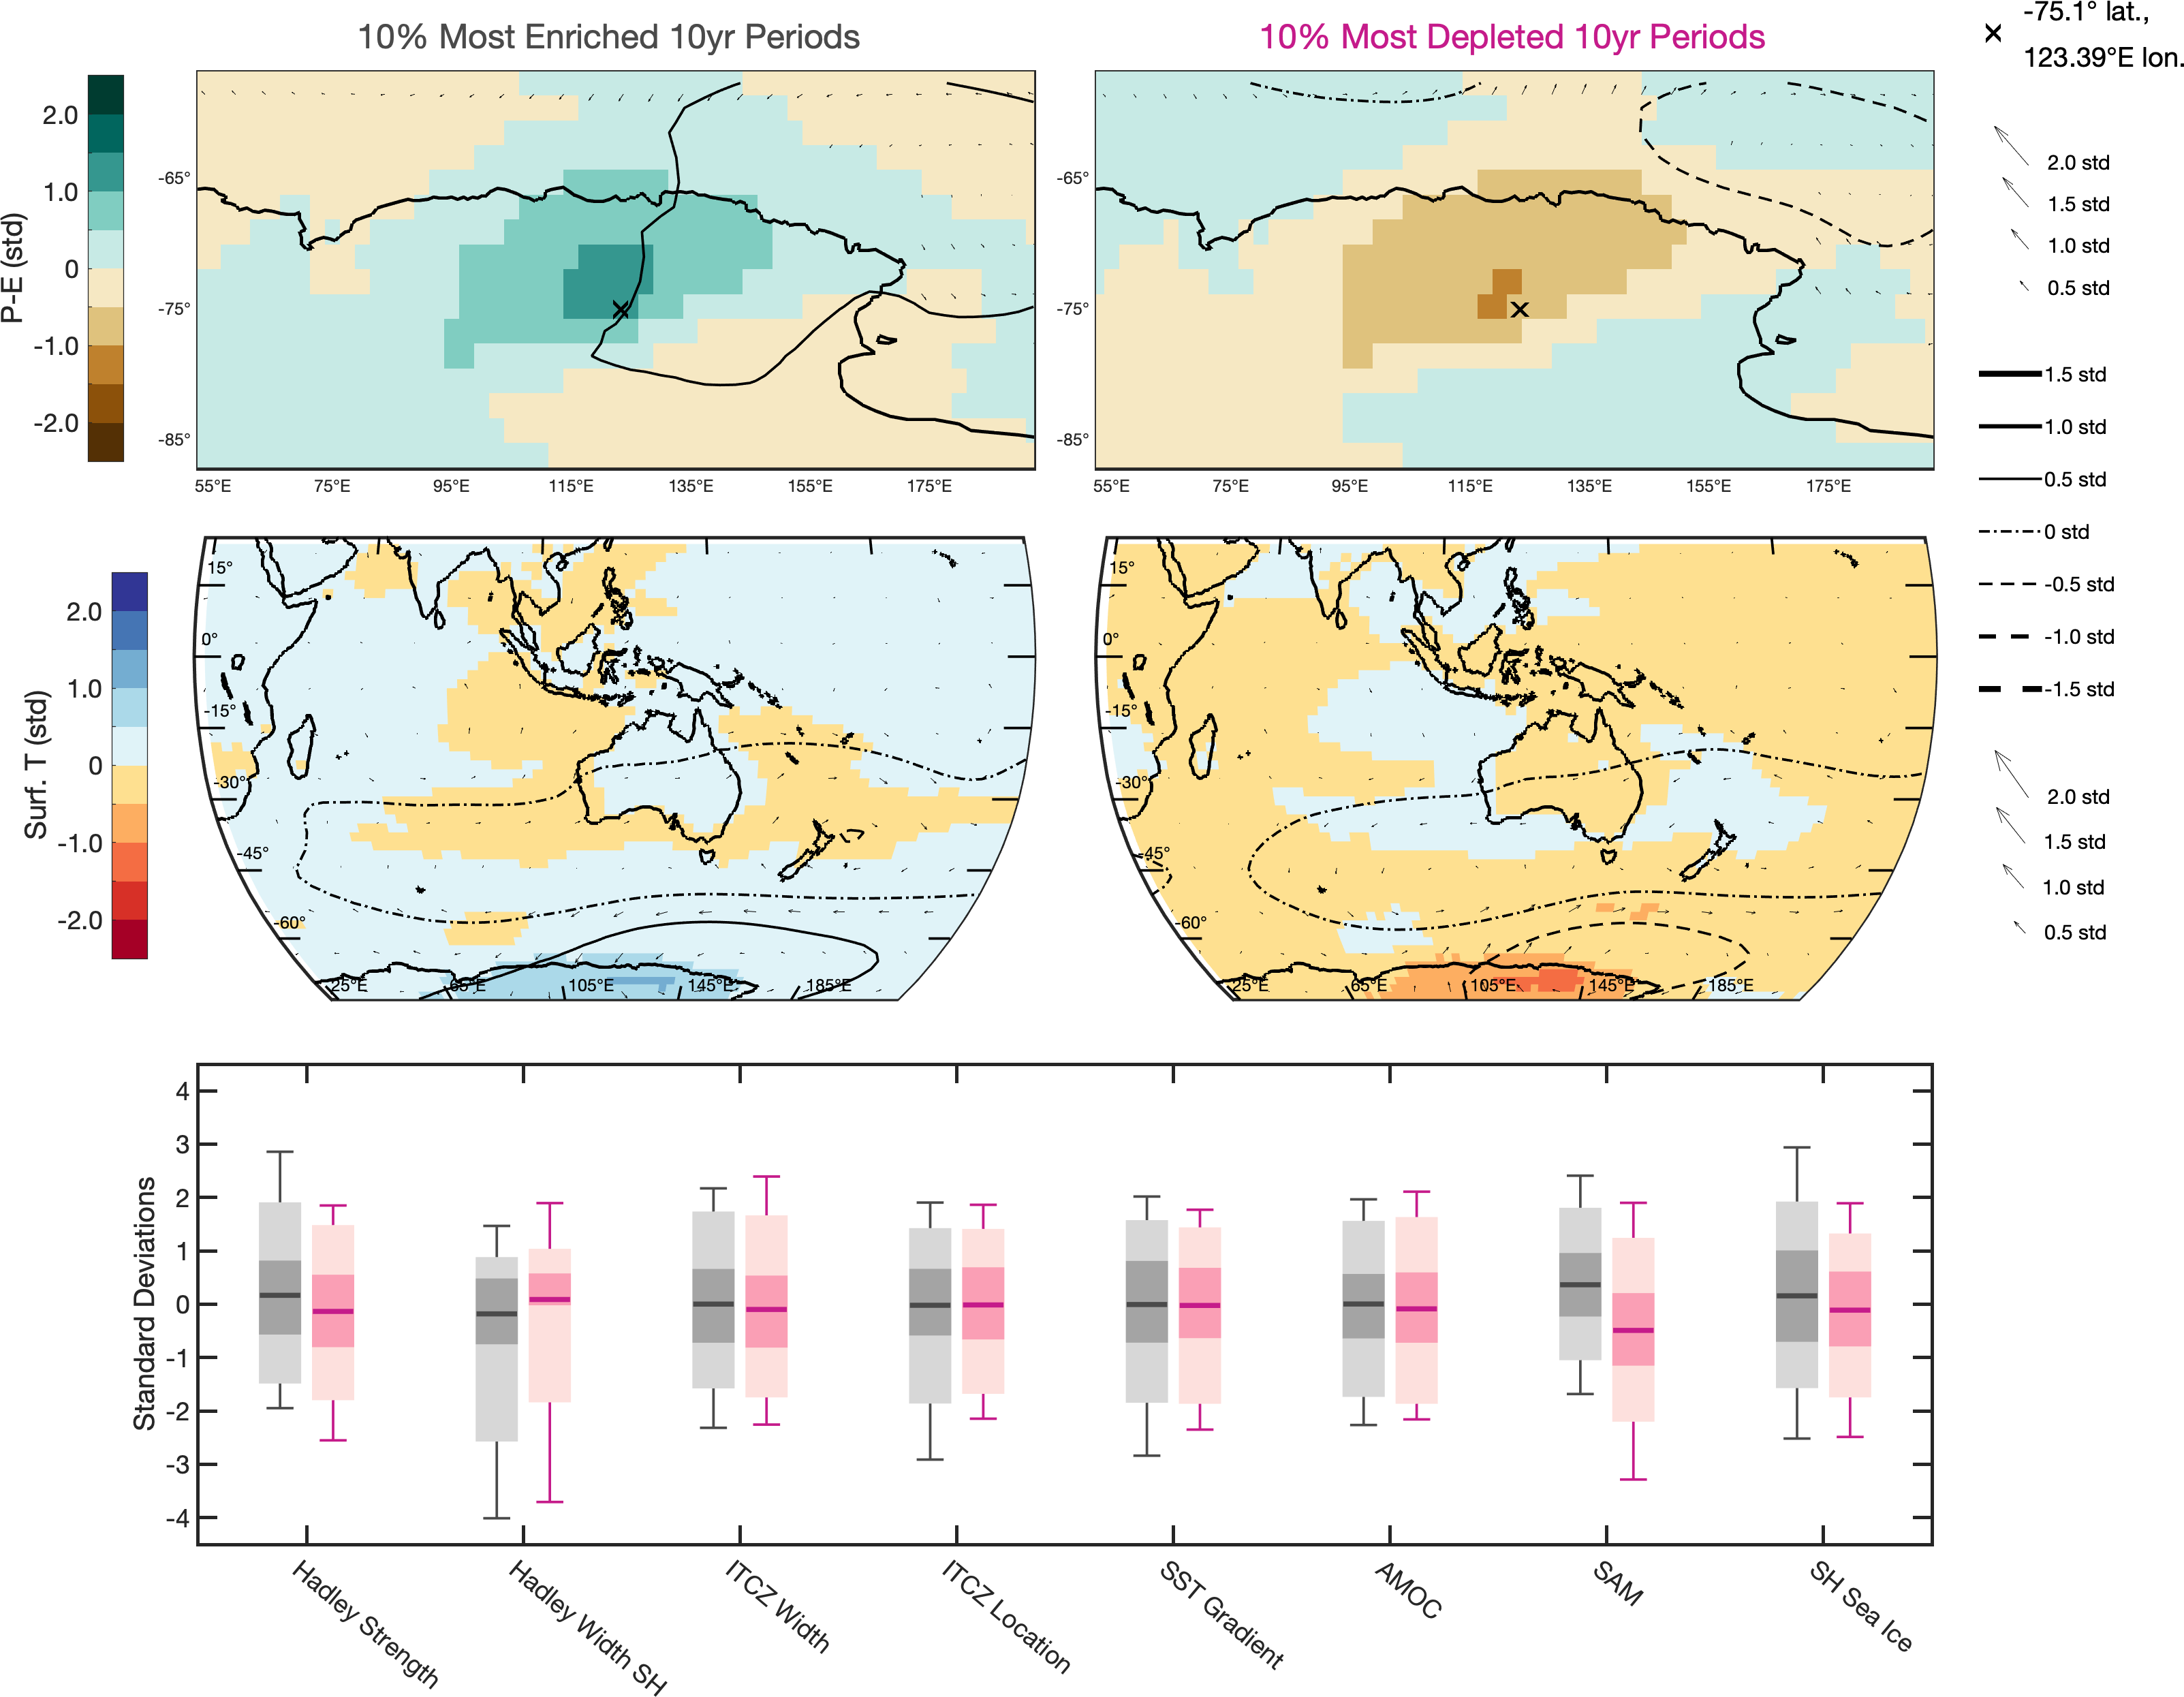 10% Most Enriched 10yr Periods
10% Most Depleted 10yr Periods
-75.1° lat.,
123.39°E lon.
P-E (std)
2.0
1.0
0
-1.0
-2.0
-65°
-75°
-85°
55°E 75°E 95°E 115°E 135°E 155°E 175°E
-65°
-75°
-85°
55°E 75°E 95°E 115°E 135°E 155°E 175°E
2.0 std
1.5 std
1.0 std
0.5 std
1.5 std
1.0 std
0.5 std
0 std
-0.5 std
-1.0 std
-1.5 std
Surf. T (std)
2.0
1.0
0
-1.0
-2.0
15°
0°
-15°
-30°
-45°
-60°
25°E 65°E 105°E 145°E 185°E
15°
0°
-15°
-30°
-45°
-60°
25°E 65°E 105°E 145°E 185°E
2.0 std
1.5 std
1.0 std
0.5 std
Standard Deviations
4
3
2
1
0
-1
-2
-3
-4
Hadley Strength
Hadley Width SH
ITCZ Width
ITCZ Location
SST Gradient
AMOC
SAM
SH Sea Ice